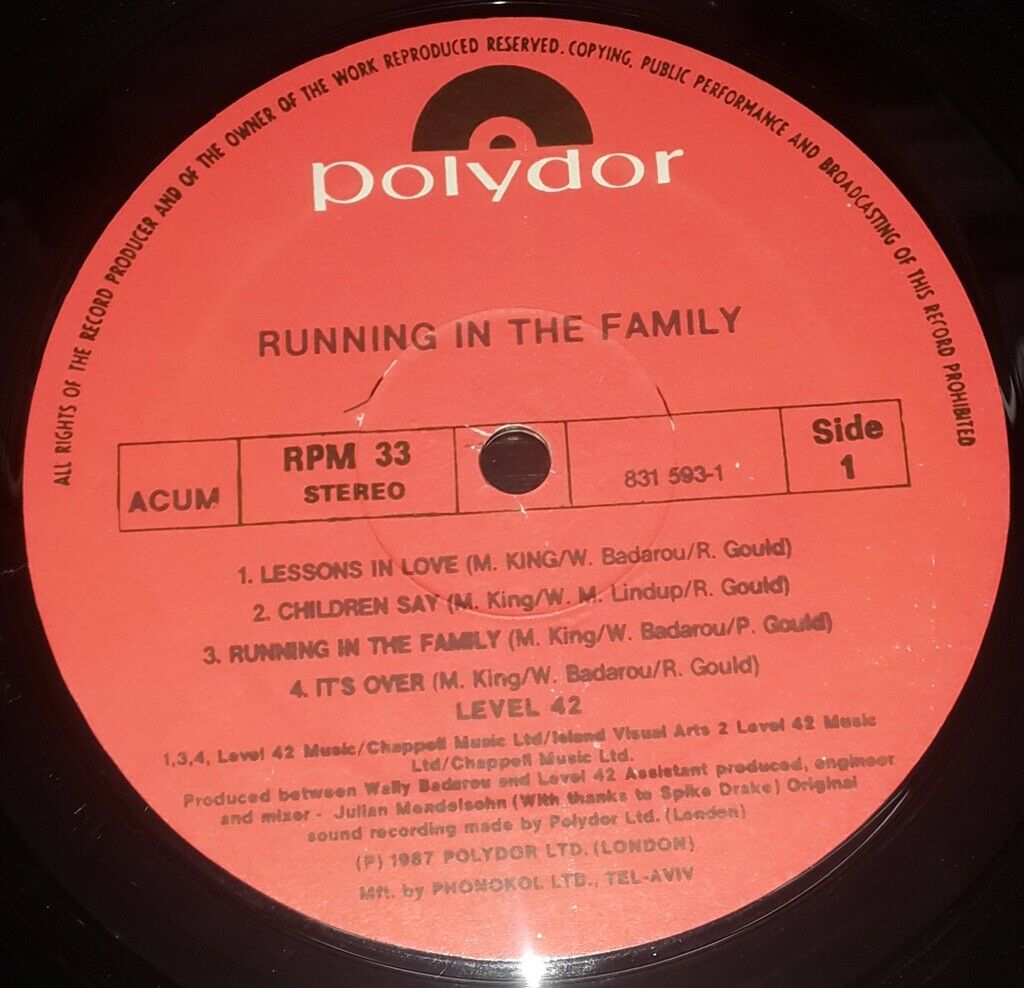 ALL RIGHTS OF THE RECORD PRODUCER AND OF THE OWNER OF THE WORK REPRODUCED RESERVED. COPYING, PUBLIC PERFORMANCE AND BROADCASTING OF THIS RECORD PROHIBITED
polydor
RUNNING IN THE FAMILY
ACUM
RPM 33
STEREO
831 593-1
Side
1
1. LESSONS IN LOVE (M. KING/W. Badarou/R. Gould)
2. CHILDREN SAY (M. King/W. M. Lindup/R. Gould)
3. RUNNING IN THE FAMILY (M. King/W. Badarou/P. Gould)
4. IT'S OVER (M. King/W. Badarou/R. Gould)
LEVEL 42
1,3,4, Level 42 Music/Chappell Music Ltd/Island Visual Arts 2 Level 42 Music
Ltd/Chappell Music Ltd.
Produced between Wally Badarou and Level 42 Assistant produced, engineer
and mixer - Julian Mendelsohn (With thanks to Spike Drake) Original
sound recording made by Polydor Ltd. (London)
(P) 1987 POLYDOR LTD. (LONDON)
Mft. by PHONOKOL LTD., TEL-AVIV